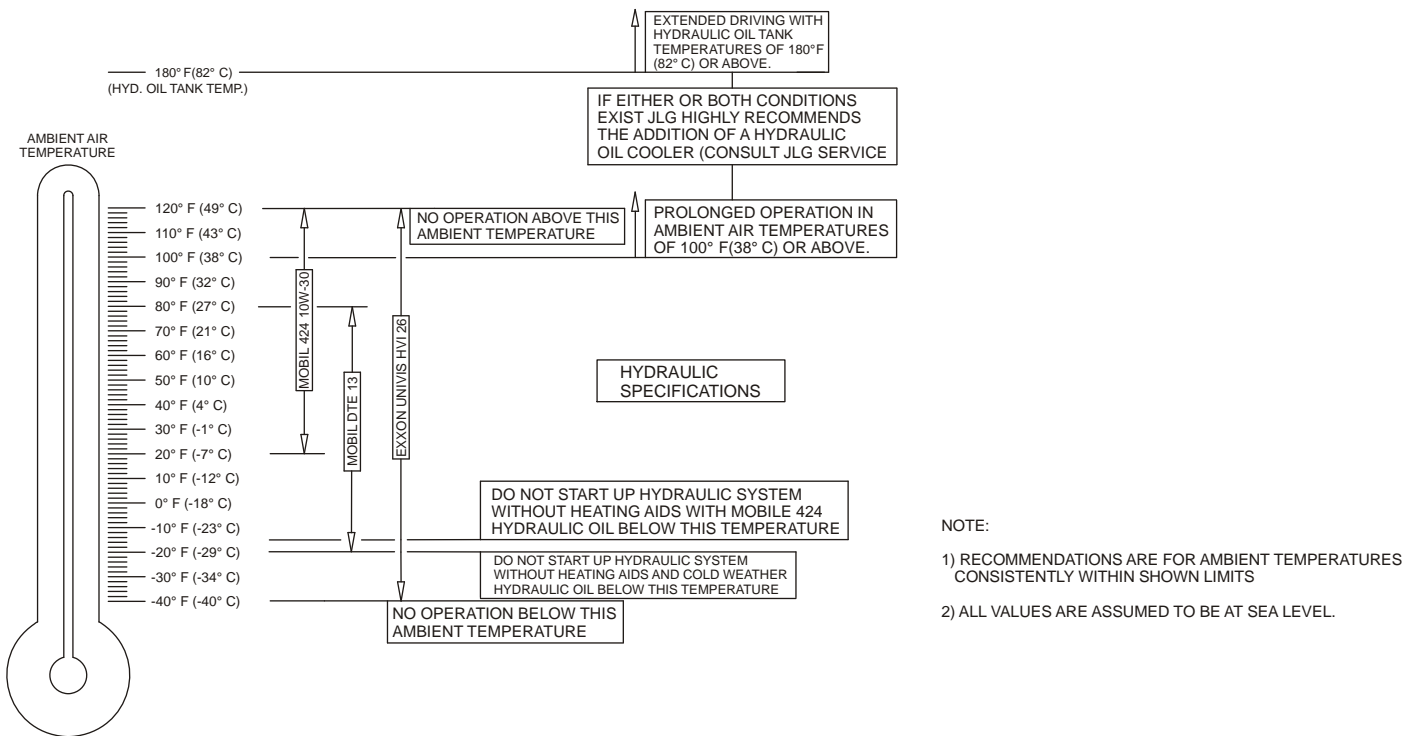 EXTENDED DRIVING WITH
HYDRAULIC OIL TANK
TEMPERATURES OF 180°F
(82° C) OR ABOVE.
180° F(82° C)
(HYD. OIL TANK TEMP.)
IF EITHER OR BOTH CONDITIONS
EXIST JLG HIGHLY RECOMMENDS
THE ADDITION OF A HYDRAULIC
OIL COOLER (CONSULT JLG SERVICE
AMBIENT AIR
TEMPERATURE
120° F (49° C)
110° F (43° C)
100° F (38° C)
90° F (32° C)
80° F (27° C)
70° F (21° C)
60° F (16° C)
50° F (10° C)
40° F (4° C)
30° F (-1° C)
20° F (-7° C)
10° F (-12° C)
0° F (-18° C)
-10° F (-23° C)
-20° F (-29° C)
-30° F (-34° C)
-40° F (-40° C)
MOBIL 424 10W-30
MOBIL DTE 13
EXXON UNIVIS HVI 26
NO OPERATION ABOVE THIS
AMBIENT TEMPERATURE
PROLONGED OPERATION IN
AMBIENT AIR TEMPERATURES
OF 100° F(38° C) OR ABOVE.
HYDRAULIC
SPECIFICATIONS
DO NOT START UP HYDRAULIC SYSTEM
WITHOUT HEATING AIDS WITH MOBILE 424
HYDRAULIC OIL BELOW THIS TEMPERATURE
DO NOT START UP HYDRAULIC SYSTEM
WITHOUT HEATING AIDS AND COLD WEATHER
HYDRAULIC OIL BELOW THIS TEMPERATURE
NO OPERATION BELOW THIS
AMBIENT TEMPERATURE
NOTE:
1) RECOMMENDATIONS ARE FOR AMBIENT TEMPERATURES
CONSISTENTLY WITHIN SHOWN LIMITS
2) ALL VALUES ARE ASSUMED TO BE AT SEA LEVEL.